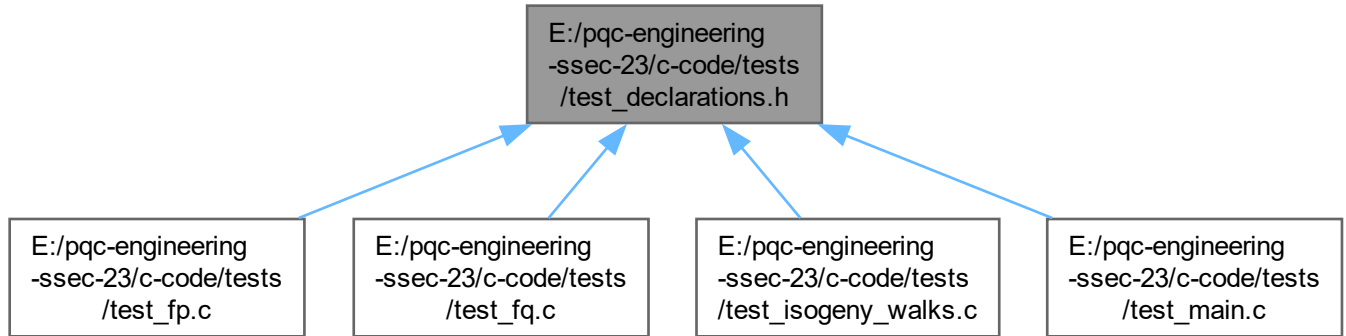 E:/pqc-engineering
-ssec-23/c-code/tests
/test_declarations.h
E:/pqc-engineering
-ssec-23/c-code/tests
/test_fp.c
E:/pqc-engineering
-ssec-23/c-code/tests
/test_fq.c
E:/pqc-engineering
-ssec-23/c-code/tests
/test_isogeny_walks.c
E:/pqc-engineering
-ssec-23/c-code/tests
/test_main.c